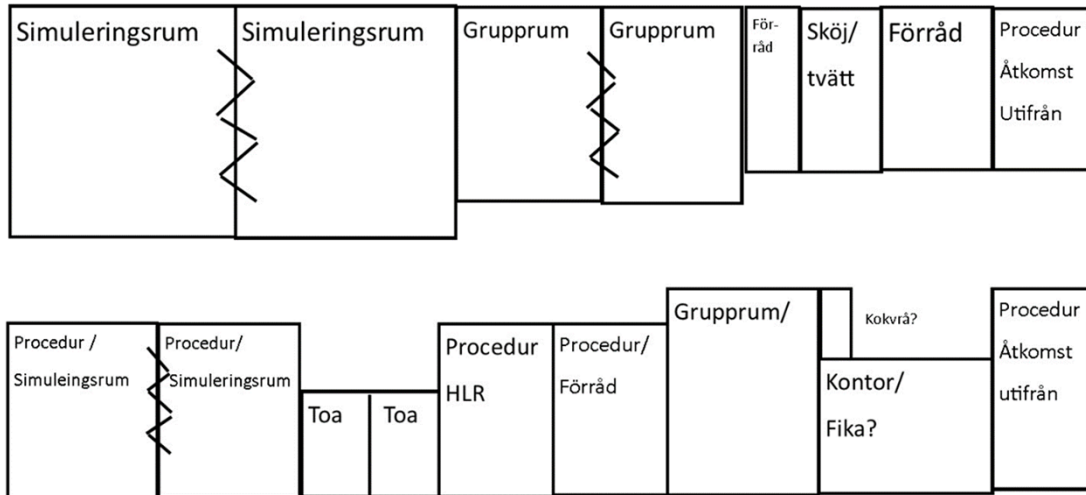 Simuleringsrum
Simuleringsrum
Grupprum
Grupprum
För-
råd
Sköj/
tvätt
Förråd
Procedur
Åtkomst
Utifrån
Procedur /
Simuleingsrum
Procedur/
Simuleringsrum
Toa
Toa
Procedur
HLR
Procedur/
Förråd
Grupprum/
Kokvrå?
Kontor/
Fika?
Procedur
Åtkomst
utifrån